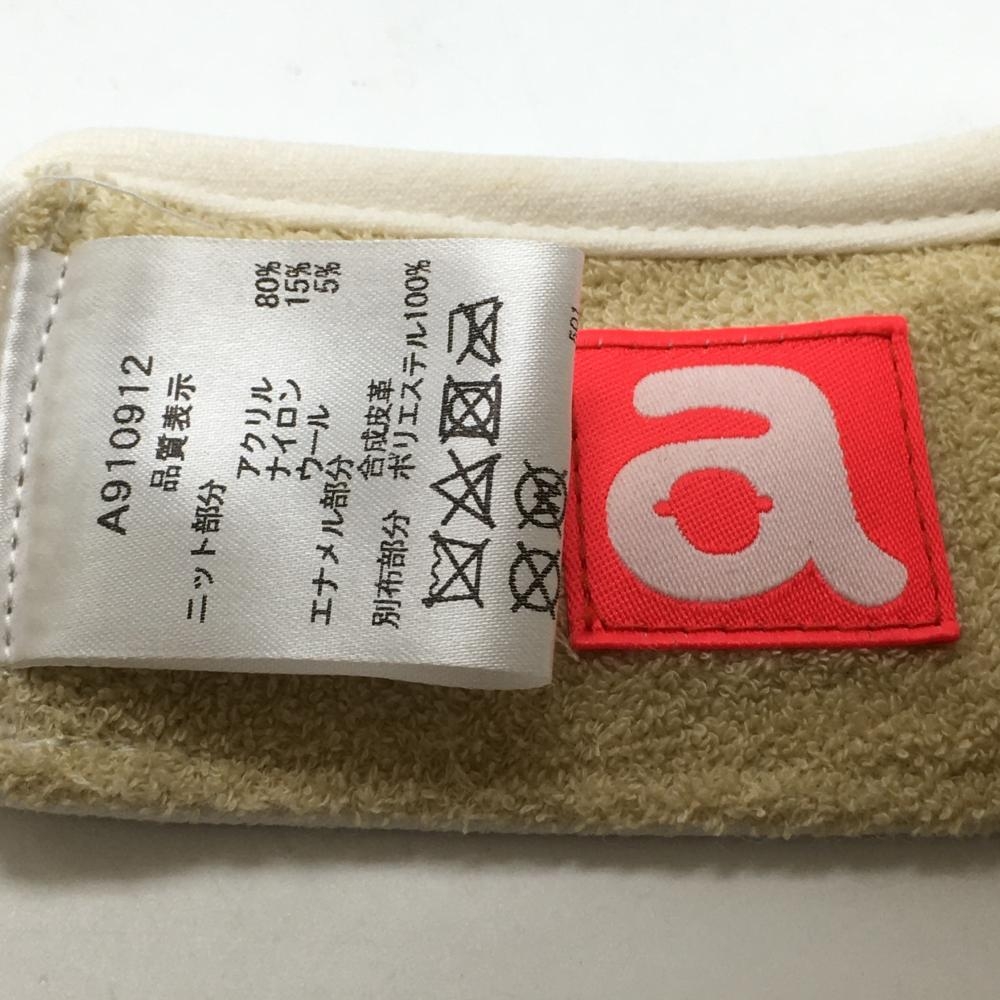 A910912
品質表示
ニット部分
アクリル 80%
ナイロン 15%
ウール 5%
エナメル部分
合成皮革
別布部分 ポリエステル100%
a